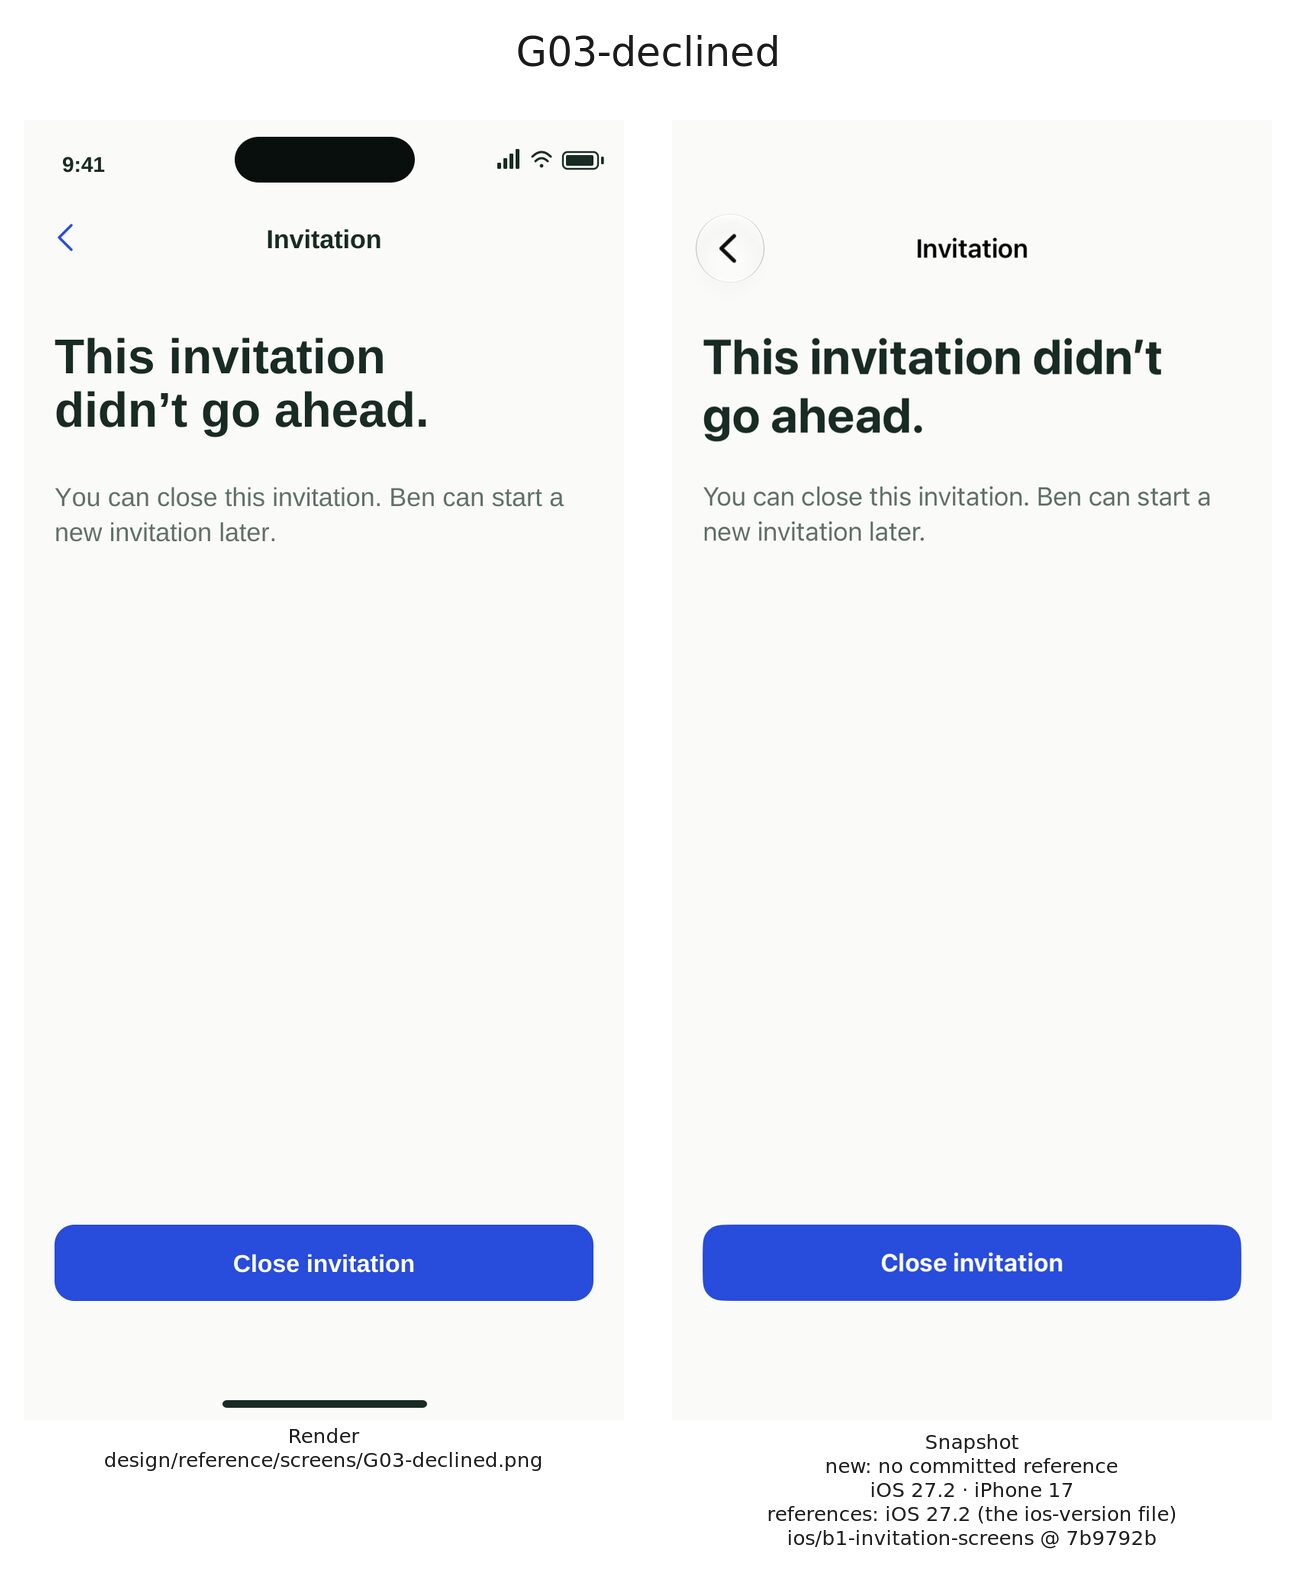 G03-declined
9:41
Invitation
This invitation
didn’t go ahead.
You can close this invitation. Ben can start a
new invitation later.
Close invitation
Render
design/reference/screens/G03-declined.png
Invitation
This invitation didn’t
go ahead.
You can close this invitation. Ben can start a
new invitation later.
Close invitation
Snapshot
new: no committed reference
iOS 27.2 · iPhone 17
references: iOS 27.2 (the ios-version file)
ios/b1-invitation-screens @ 7b9792b